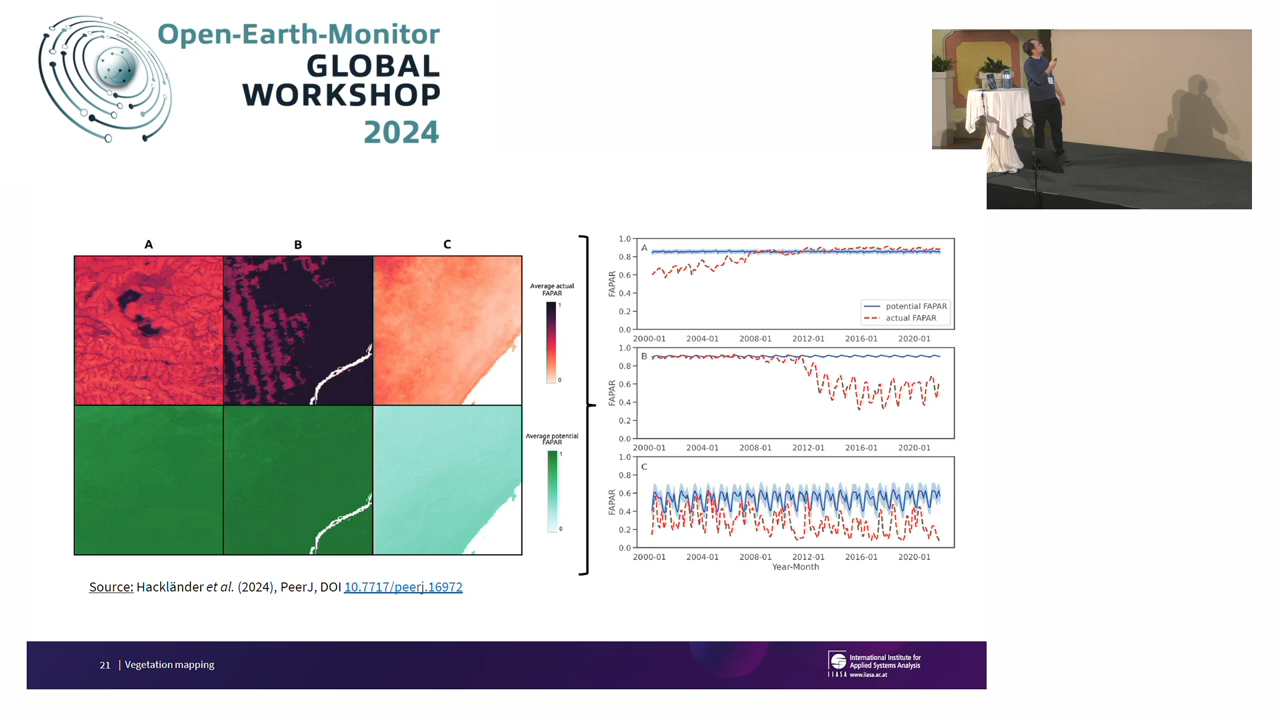 Open-Earth-Monitor
GLOBAL
WORKSHOP
2024
A B C
Average actual
FAPAR
1
0
Average potential
FAPAR
1
0
1.0
0.8
0.6
0.4
0.2
0.0
FAPAR
A
potential FAPAR
actual FAPAR
2000-01 2004-01 2008-01 2012-01 2016-01 2020-01
1.0
0.8
0.6
0.4
0.2
0.0
FAPAR
B
2000-01 2004-01 2008-01 2012-01 2016-01 2020-01
1.0
0.8
0.6
0.4
0.2
0.0
FAPAR
C
2000-01 2004-01 2008-01 2012-01 2016-01 2020-01
Year-Month
Source: Hackländer et al. (2024), PeerJ, DOI 10.7717/peerj.16972
21 | Vegetation mapping
IIASA
International Institute for
Applied Systems Analysis
www.iiasa.ac.at